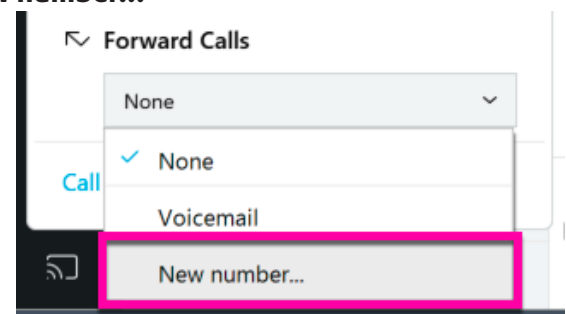 Forward Calls
None
None
Call
Voicemail
New number...